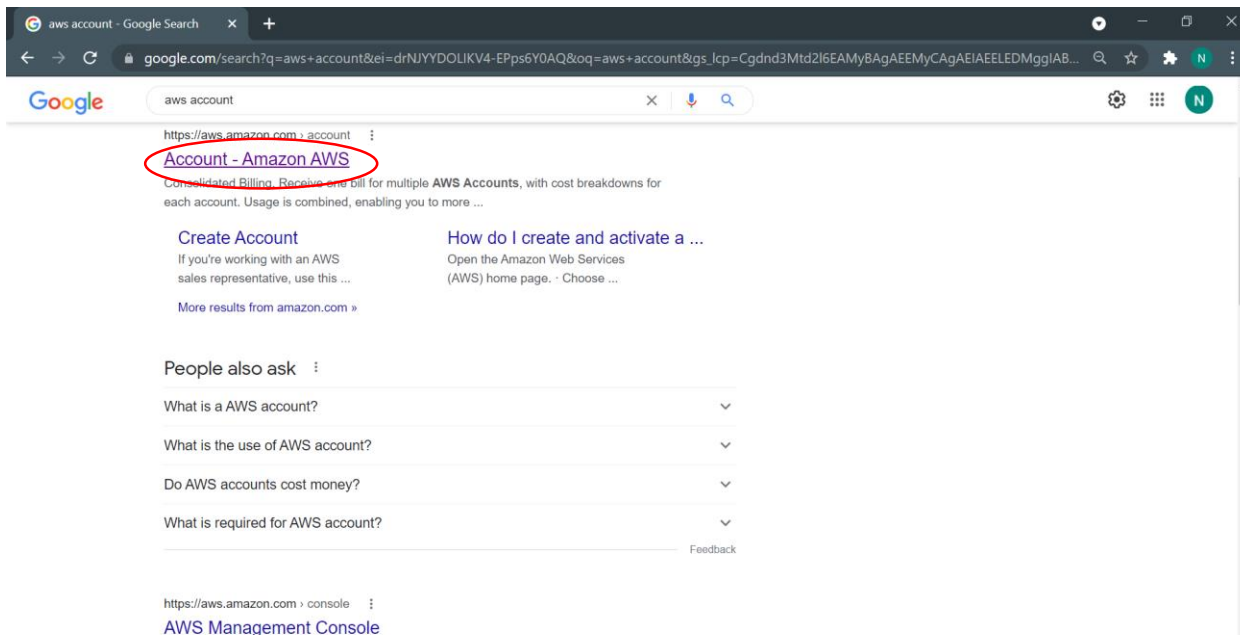 aws account - Google Search
google.com/search?q=aws+account&ei=drNJYYDOLIKV4-EPps6Y0AQ&oq=aws+account&gs_lcp=Cgdnd3Mtd2l6EAMyBAgAEEMyCAgAEIAEELEDMggIAB...
N
Google
aws account
N
https://aws.amazon.com › account
Account - Amazon AWS
Consolidated Billing. Receive one bill for multiple AWS Accounts, with cost breakdowns for
each account. Usage is combined, enabling you to more ...
Create Account
How do I create and activate a ...
If you're working with an AWS
Open the Amazon Web Services
sales representative, use this ...
(AWS) home page. · Choose ...
More results from amazon.com »
People also ask
What is a AWS account?
What is the use of AWS account?
Do AWS accounts cost money?
What is required for AWS account?
Feedback
https://aws.amazon.com › console
AWS Management Console